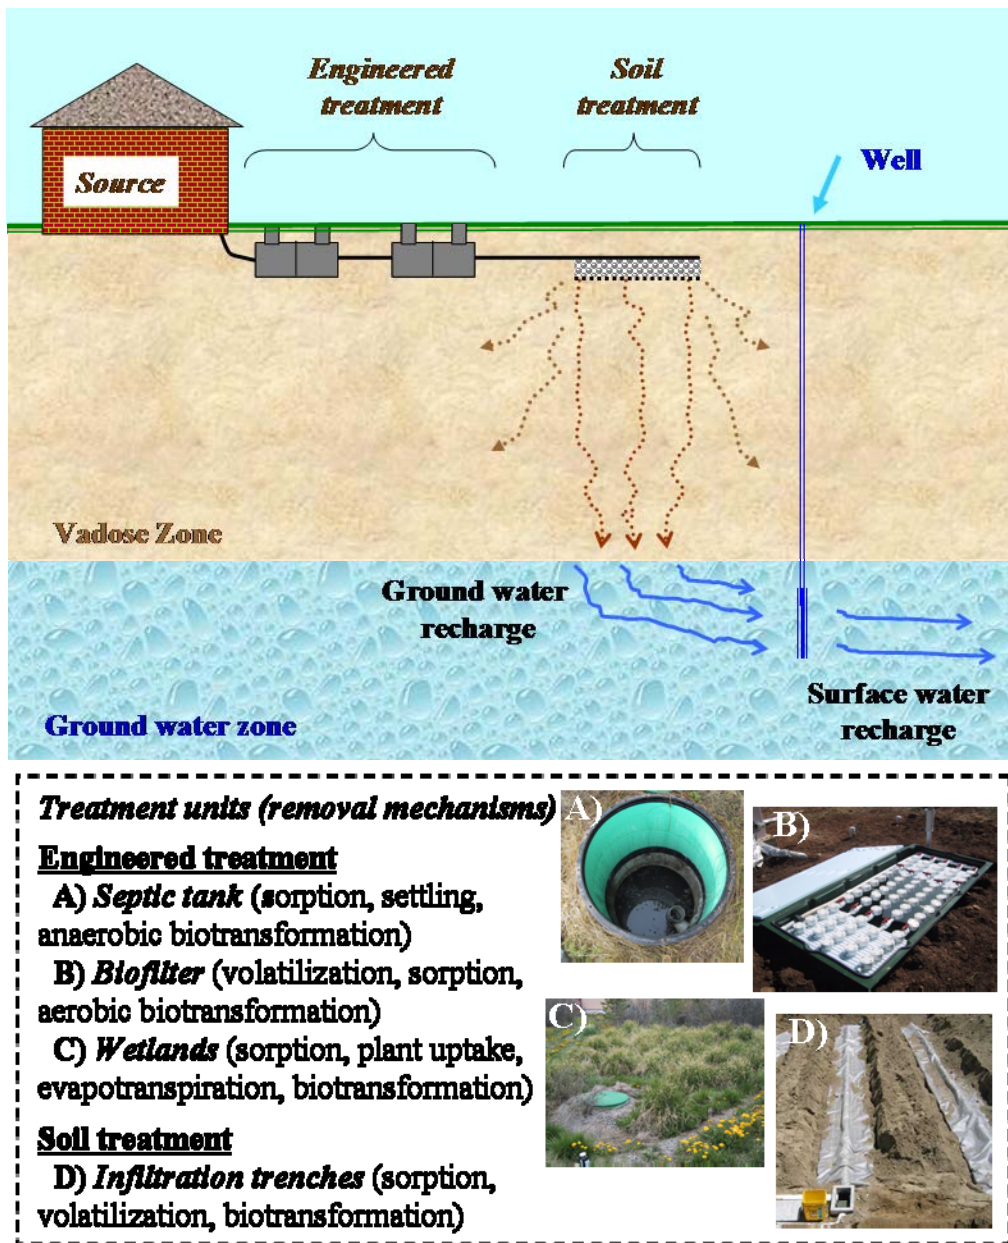 Engineered
treatment
Soil
treatment
Source
Well
Vadose Zone
Ground water
recharge
Surface water
recharge
Ground water zone
Treatment units (removal mechanisms)
Engineered treatment
A) Septic tank (sorption, settling,
anaerobic biotransformation)
B) Biofilter (volatilization, sorption,
aerobic biotransformation)
C) Wetlands (sorption, plant uptake,
evapotranspiration, biotransformation)
Soil treatment
D) Infiltration trenches (sorption,
volatilization, biotransformation)
A)
B)
C)
D)